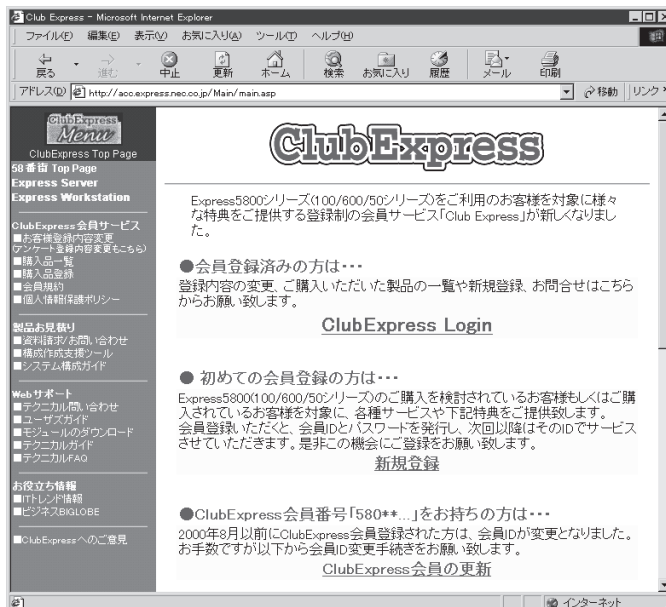 Club Express - Microsoft Internet Explorer
ファイル(F) 編集(E) 表示(V) お気に入り(A) ツール(T) ヘルプ(H)
戻る 進む 中止 更新 ホーム 検索 お気に入り 履歴 メール 印刷
アドレス(D) http://acc.express.nec.co.jp/Main/main.asp 移動 リンク
ClubExpress
Menu
ClubExpress Top Page
58番街 Top Page
Express Server
Express Workstation
ClubExpress会員サービス
■お客様登録内容変更
(アンケート登録内容変更もこちら)
■購入品一覧
■購入品登録
■会員規約
■個人情報保護ポリシー
製品お見積り
■資料請求/お問い合わせ
■構成作成支援ツール
■システム構成ガイド
Webサポート
■テクニカル問い合わせ
■ユーザズガイド
■モジュールのダウンロード
■テクニカルガイド
■テクニカルFAQ
お役立ち情報
■ITトレンド情報
■ビジネスBIGLOBE
■ClubExpressへのご意見
ClubExpress
Express5800シリーズ(100/600/50シリーズ)をご利用のお客様を対象に様々
な特典をご提供する登録制の会員サービス「Club Express」が新しくなりまし
た。
●会員登録済みの方は・・・
登録内容の変更、ご購入いただいた製品の一覧や新規登録、お問合せはこちら
からお願い致します。
ClubExpress Login
● 初めての会員登録の方は・・・
Express5800(100/600/50シリーズ)のご購入を検討されているお客様もしくはご購
入されているお客様を対象に、各種サービスや下記特典をご提供致します。
会員登録いただくと、会員IDとパスワードを発行し、次回以降はそのIDでサービス
させていただきます。是非この機会にご登録をお願い致します。
新規登録
●ClubExpress会員番号「580**...」をお持ちの方は・・・
2000年8月以前にClubExpress会員登録された方は、会員IDが変更となりました。
お手数ですが以下から会員ID変更手続きをお願い致します。
ClubExpress会員の更新
インターネット